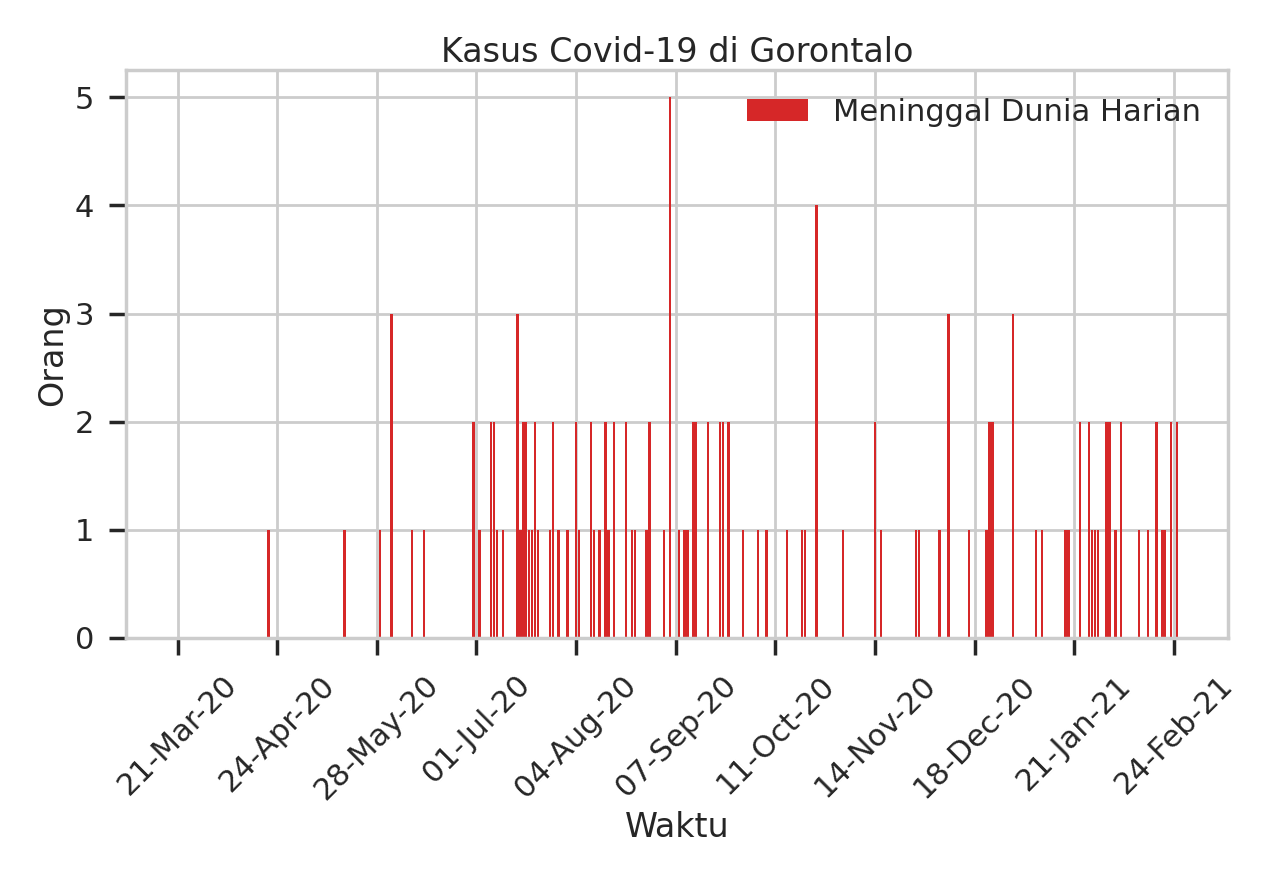 Kasus Covid-19 di Gorontalo
Meninggal Dunia Harian
Orang
5
4
3
2
1
0
21-Mar-20
24-Apr-20
28-May-20
01-Jul-20
04-Aug-20
07-Sep-20
11-Oct-20
14-Nov-20
18-Dec-20
21-Jan-21
24-Feb-21
Waktu